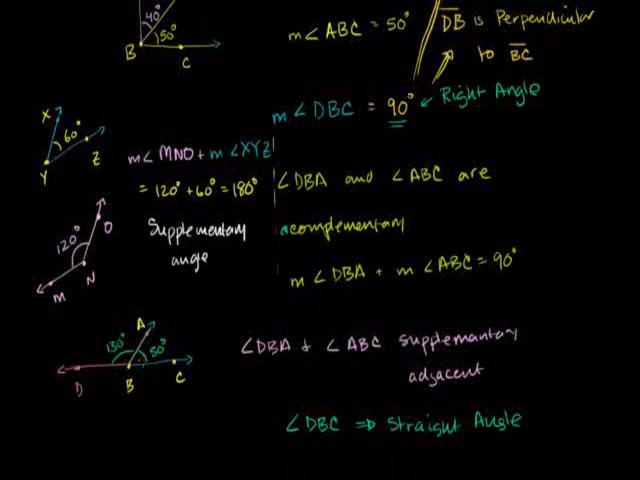 40°
50°
B
C
m∠ABC = 50°
DB is Perpendicular
to BC
m∠DBC = 90° ← Right Angle
X
60°
Y
Z
m∠MNO + m∠XYZ
= 120° + 60° = 180°
Supplementary
angle
∠DBA and ∠ABC are
complementary
m∠DBA + m∠ABC = 90°
O
120°
N
M
A
130°
50°
D
B
C
∠DBA + ∠ABC supplemantary
adjacent
∠DBC ⇒ Straight Angle